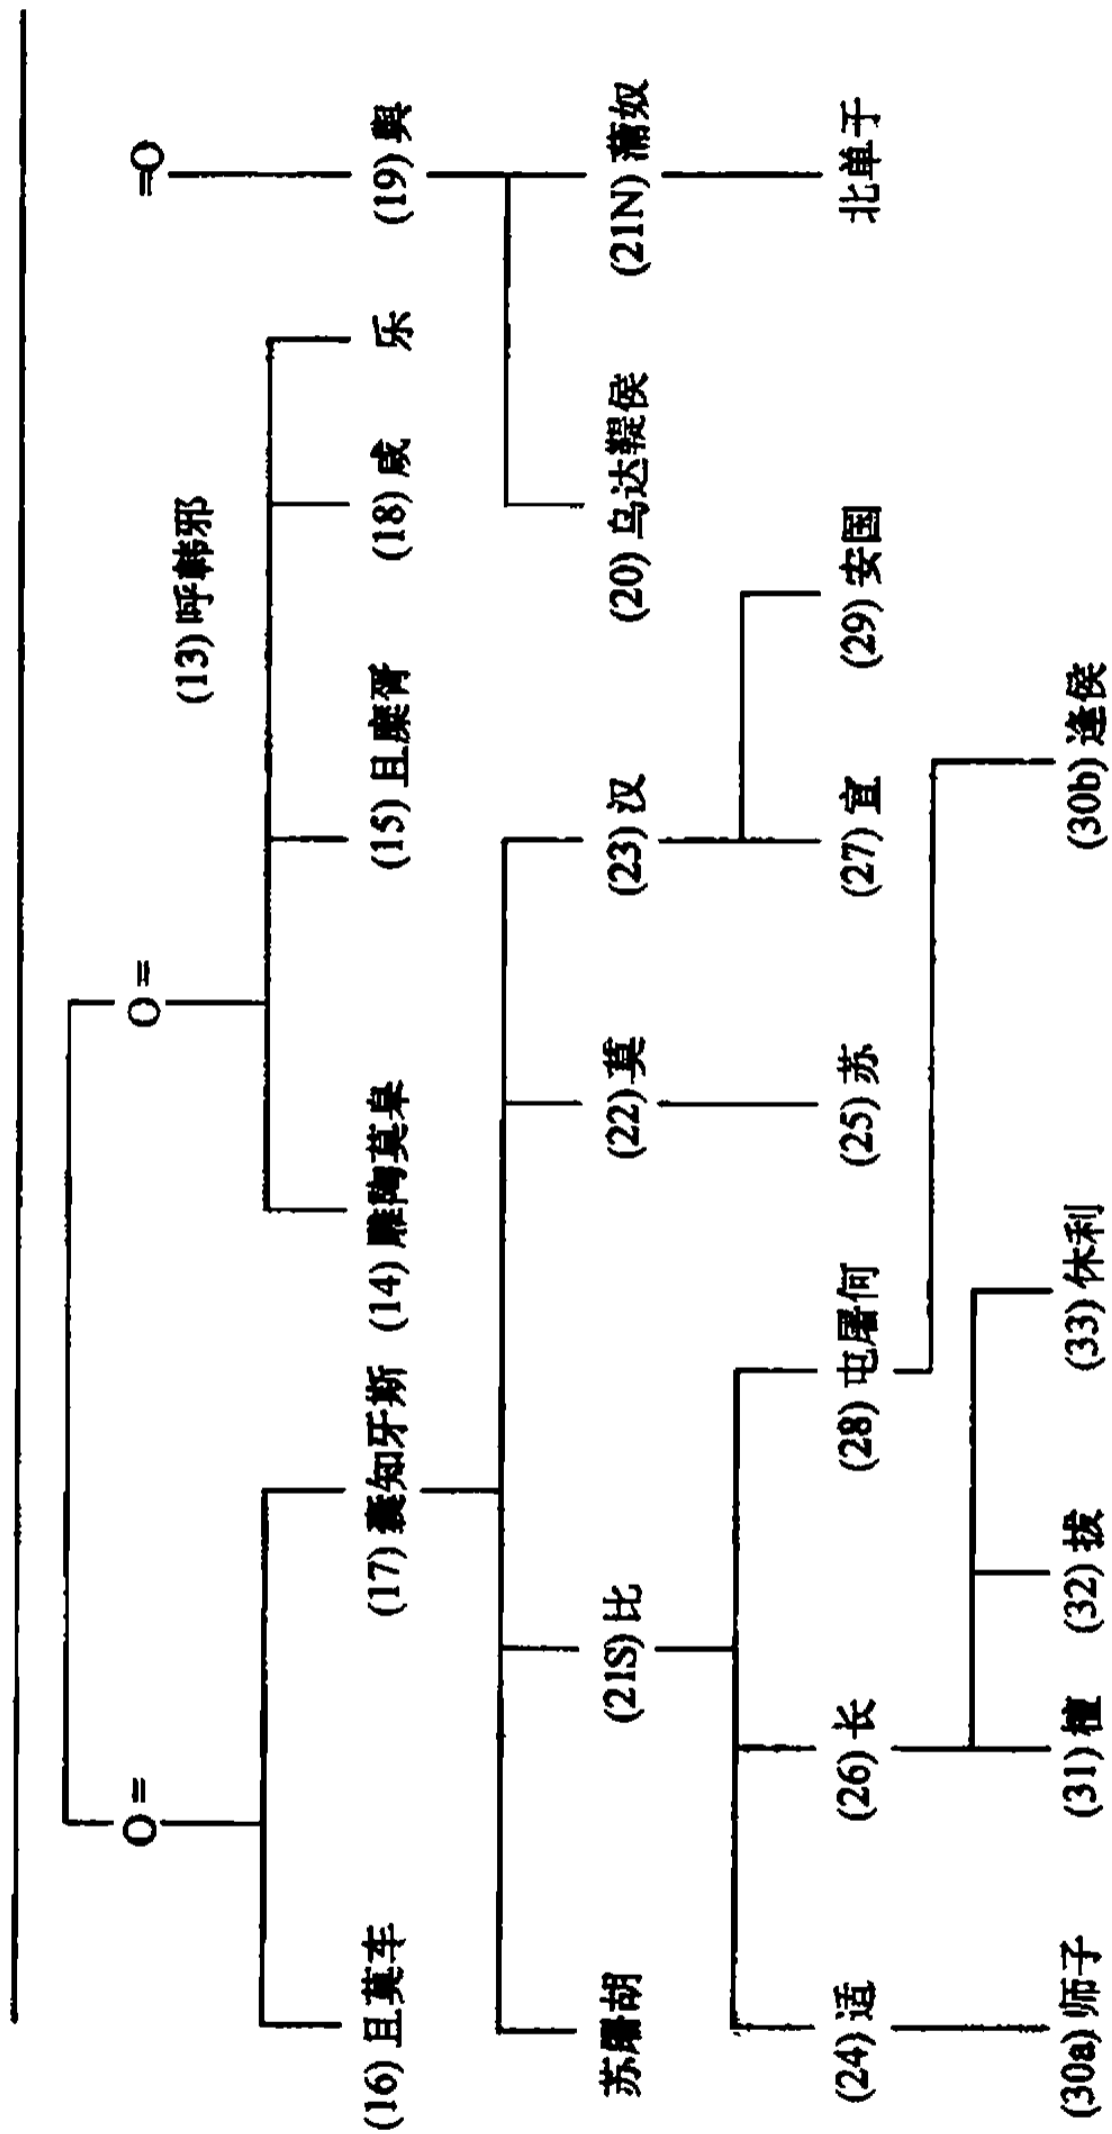 (13) 呼韩邪
(16) 且莫车
(17) 囊知牙斯
(14) 雕陶莫皋
(15) 且糜胥
(18) 咸
乐
(19) 舆
苏屠胡
(21S) 比
(22) 莫
(23) 汉
(20) 乌达鞮侯
(21N) 蒲奴
(24) 适
(26) 长
(28) 屯屠何
(25) 苏
(27) 宣
(29) 安国
北单于
(30a) 师子
(31) 檀
(32) 拔
(33) 休利
(30b) 逢侯